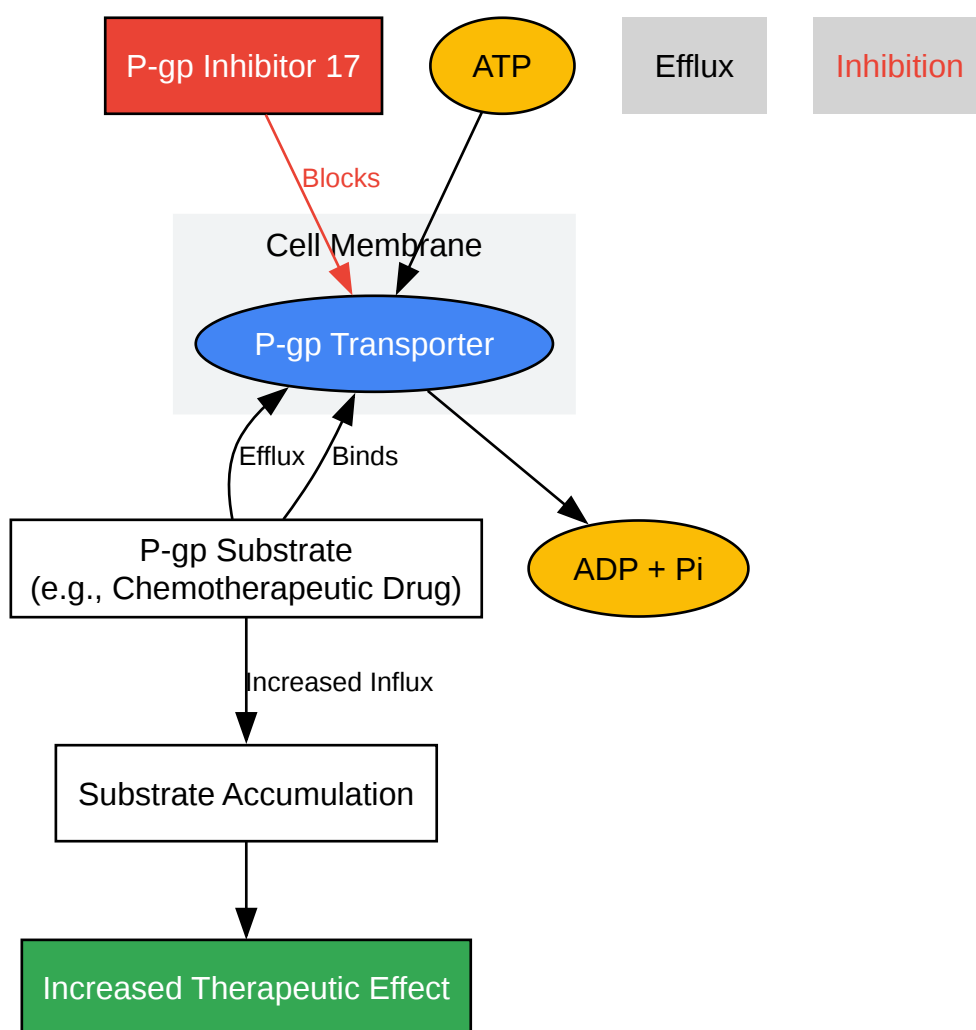 P-gp Inhibitor 17
ATP
Efflux
Inhibition
Blocks
Cell Membrane
P-gp Transporter
Efflux
Binds
P-gp Substrate
(e.g., Chemotherapeutic Drug)
ADP + Pi
Increased Influx
Substrate Accumulation
Increased Therapeutic Effect